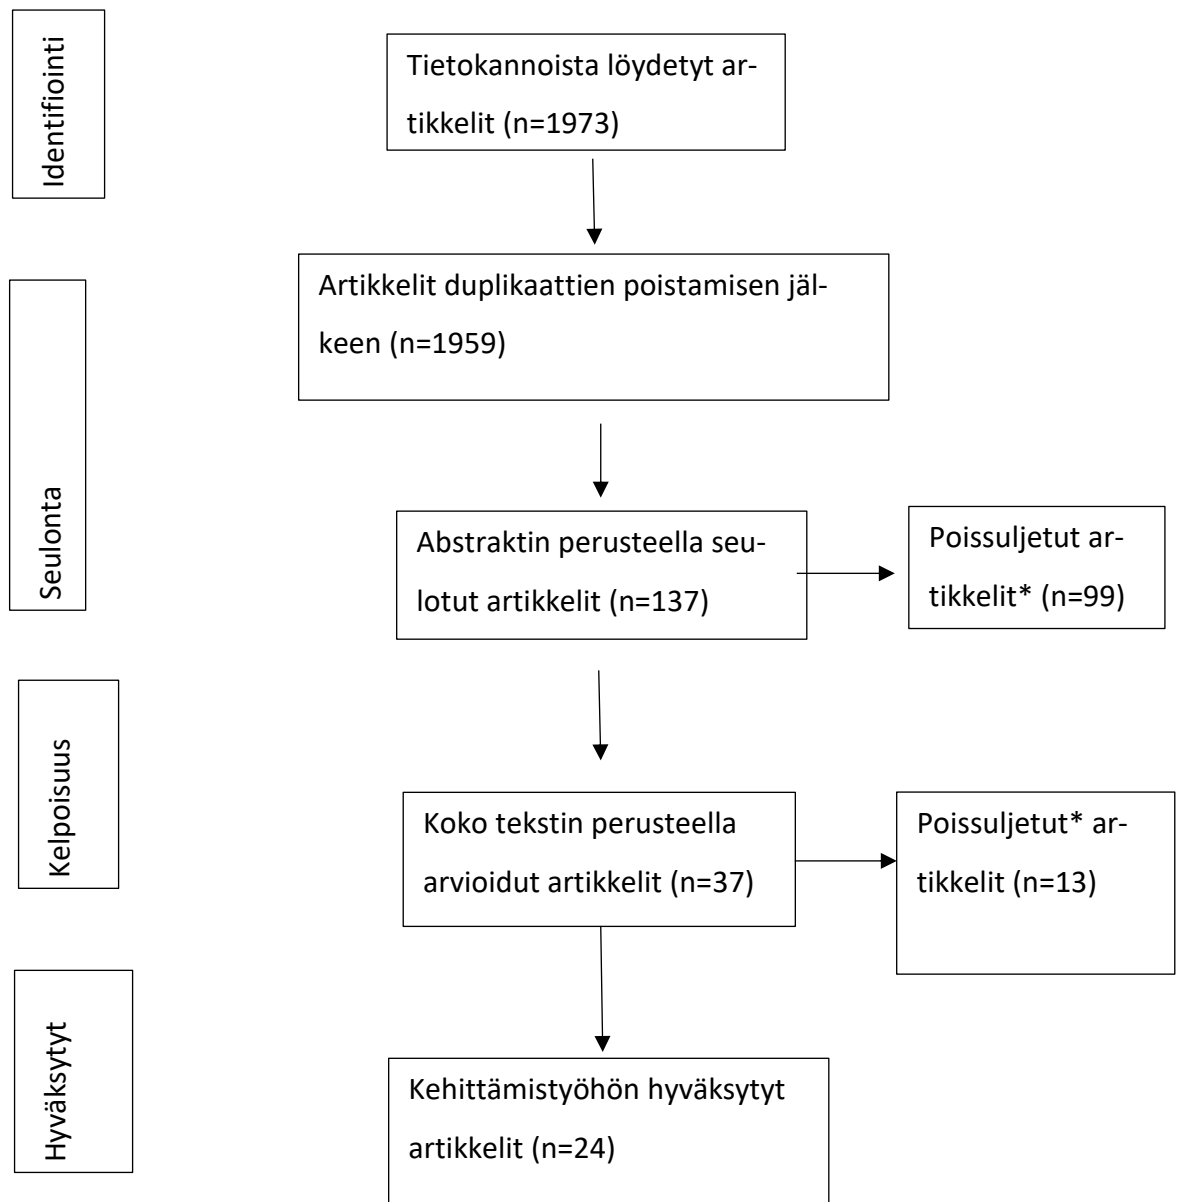 Identifiointi
Tietokannoista löydetyt ar-
tikkelit (n=1973)
Artikkelit duplikaattien poistamisen jäl-
keen (n=1959)
Seulonta
Abstraktin perusteella seu-
lotut artikkelit (n=137)
Poissuljetut ar-
tikkelit* (n=99)
Kelpoisuus
Koko tekstin perusteella
arvioidut artikkelit (n=37)
Poissuljetut* ar-
tikkelit (n=13)
Hyväksytyt
Kehittämistyöhön hyväksytyt
artikkelit (n=24)